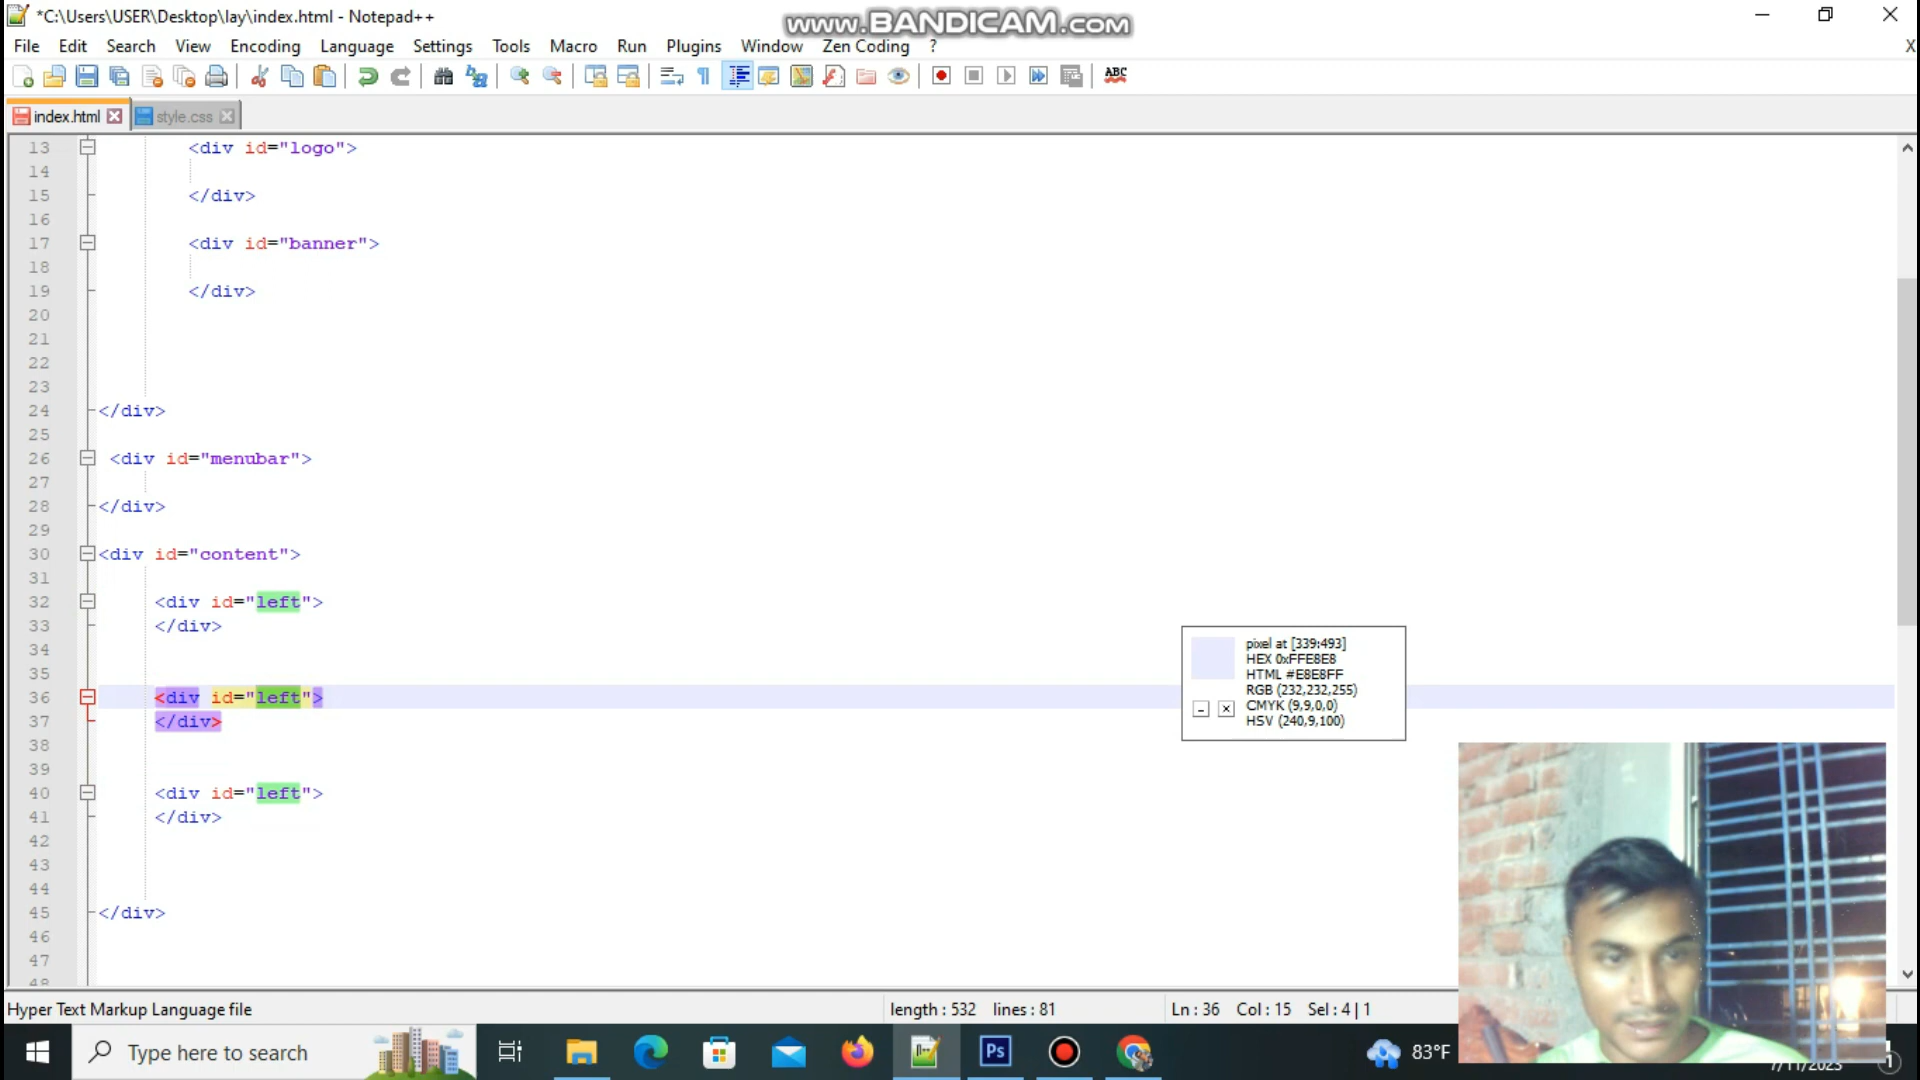 *C:\Users\USER\Desktop\lay\index.html - Notepad++
www.BANDICAM.com
File Edit Search View Encoding Language Settings Tools Macro Run Plugins Window Zen Coding ?
X
ABC
index.html style.css
13 <div id="logo">
14
15 </div>
16
17 <div id="banner">
18
19 </div>
20
21
22
23
24 </div>
25
26 <div id="menubar">
27
28 </div>
29
30 <div id="content">
31
32 <div id="left">
33 </div>
34
35
36 <div id="left">
37 </div>
38
39
40 <div id="left">
41 </div>
42
43
44
45 </div>
46
47
48
pixel at [339:493]
HEX 0xFFE8E8
HTML #E8E8FF
RGB (232,232,255)
CMYK (9,9,0,0)
HSV (240,9,100)
Hyper Text Markup Language file length : 532 lines : 81 Ln : 36 Col : 15 Sel : 4 | 1
Type here to search
Ps
83°F
7/11/2023
1